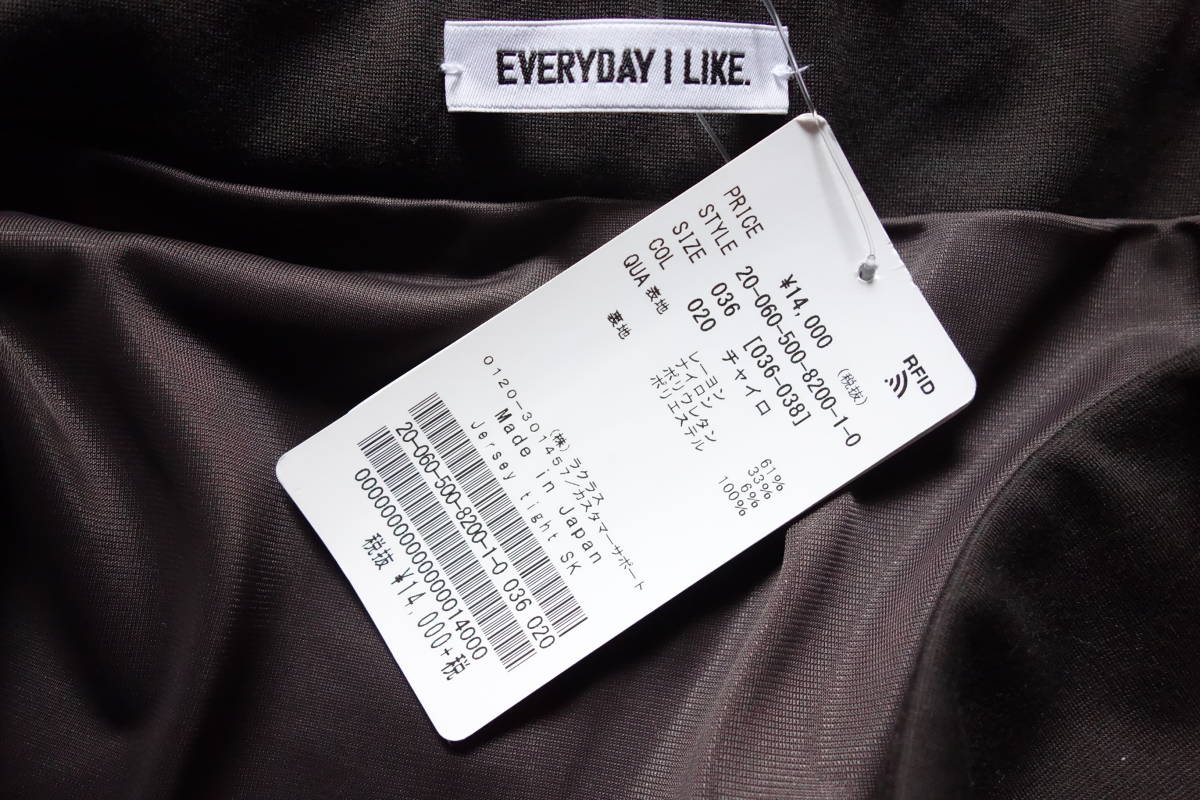 EVERYDAY I LIKE.
RFID
PRICE ¥14,000 (税抜)
STYLE 20-060-500-8200-1-0
SIZE 036 [036-038]
COL 020 チャイロ
QUA 表地 レーヨン 61%
ナイロン 33%
ポリウレタン 6%
裏地 ポリエステル 100%
(株) ラクラス
0120-301457/カスタマーサポート
Made in Japan
Jersey tight SK
20-060-500-8200-1-0 036 020
00000000000000014000
税抜 ¥14,000+税